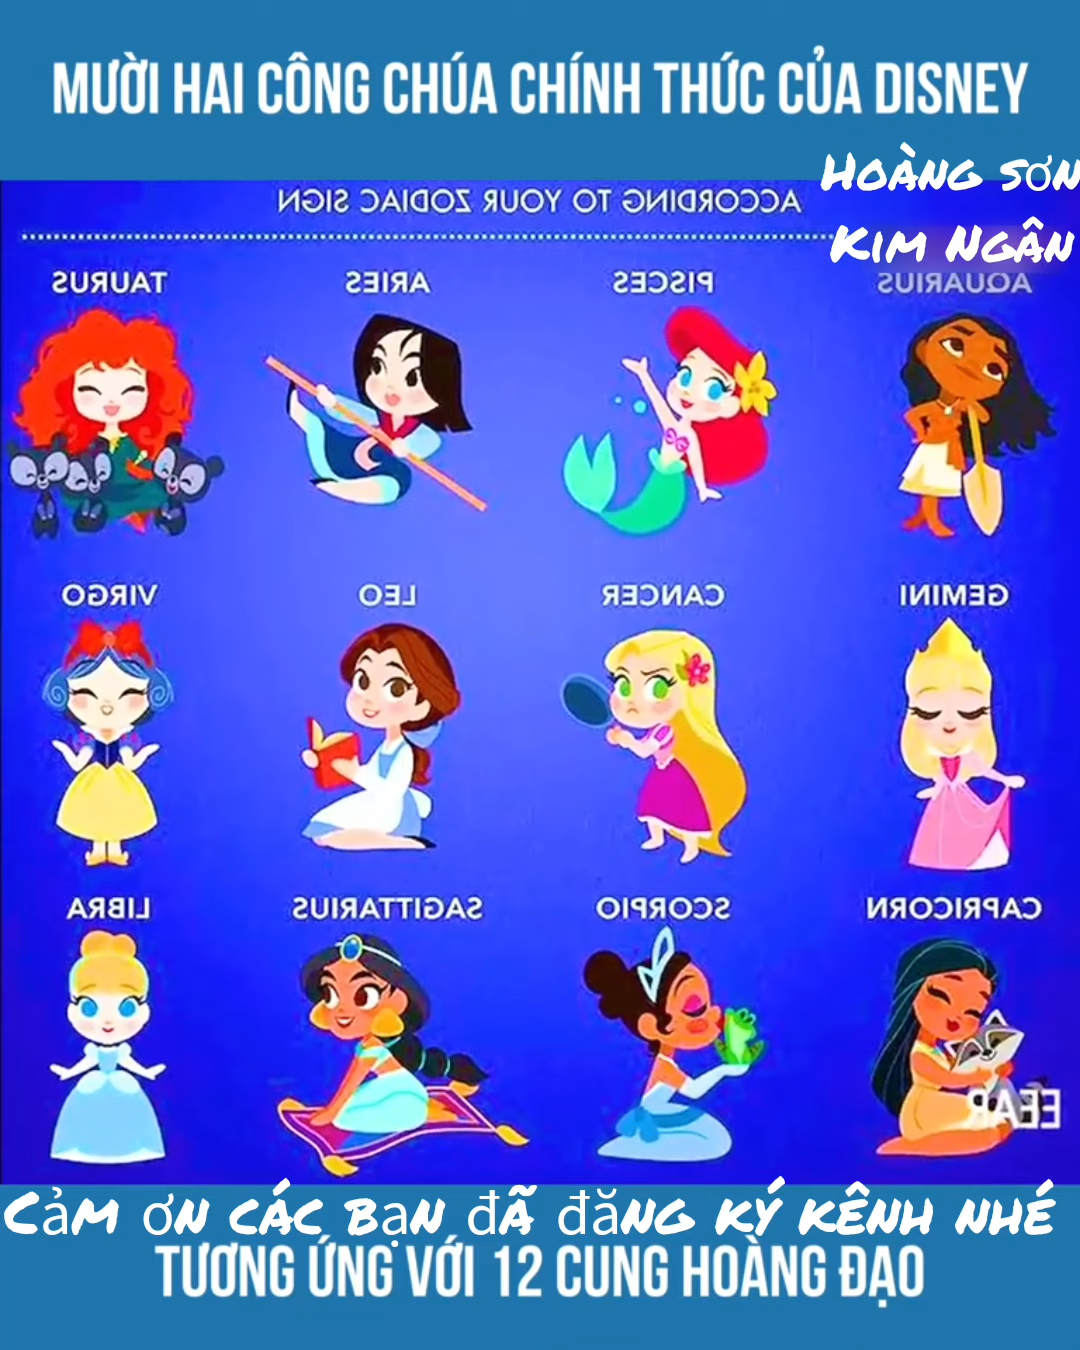 MƯỜI HAI CÔNG CHÚA CHÍNH THỨC CỦA DISNEY
HOÀNG SƠN
KIM NGÂN
ACCORDING TO YOUR ZODIAC SIGN
TAURUS ARIES PISCES AQUARIUS
VIRGO LEO CANCER GEMINI
LIBRA SAGITTARIUS SCORPIO CAPRICORN
CẢM ƠN CÁC BẠN ĐÃ ĐĂNG KÝ KÊNH NHÉ
TƯƠNG ỨNG VỚI 12 CUNG HOÀNG ĐẠO